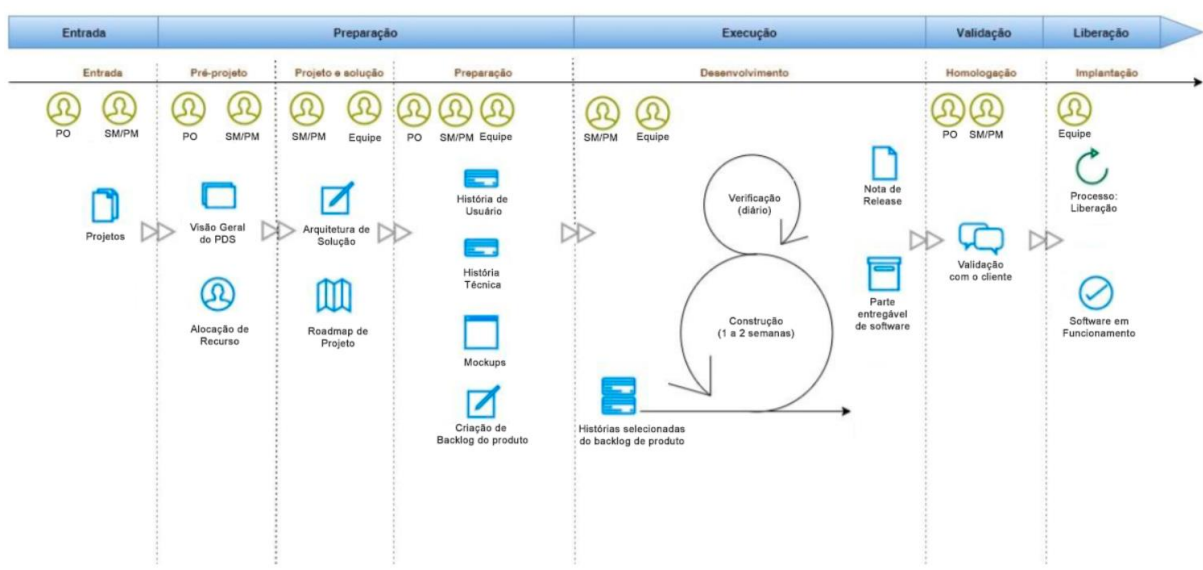 Entrada
Preparação
Execução
Validação
Liberação
Entrada
Pré-projeto
Projeto e solução
Preparação
Desenvolvimento
Homologação
Implantação
PO
SM/PM
PO
SM/PM
SM/PM
Equipe
PO
SM/PM
Equipe
SM/PM
Equipe
PO
SM/PM
Equipe
Projetos
Visão Geral
do PDS
Alocação de
Recurso
Arquitetura de
Solução
Roadmap de
Projeto
História de
Usuário
História
Técnica
Mockups
Criação de
Backlog do produto
Histórias selecionadas
do backlog de produto
Verificação
(diário)
Construção
(1 a 2 semanas)
Nota de
Release
Parte
entregável
de software
Validação
com o cliente
Processo:
Liberação
Software em
Funcionamento